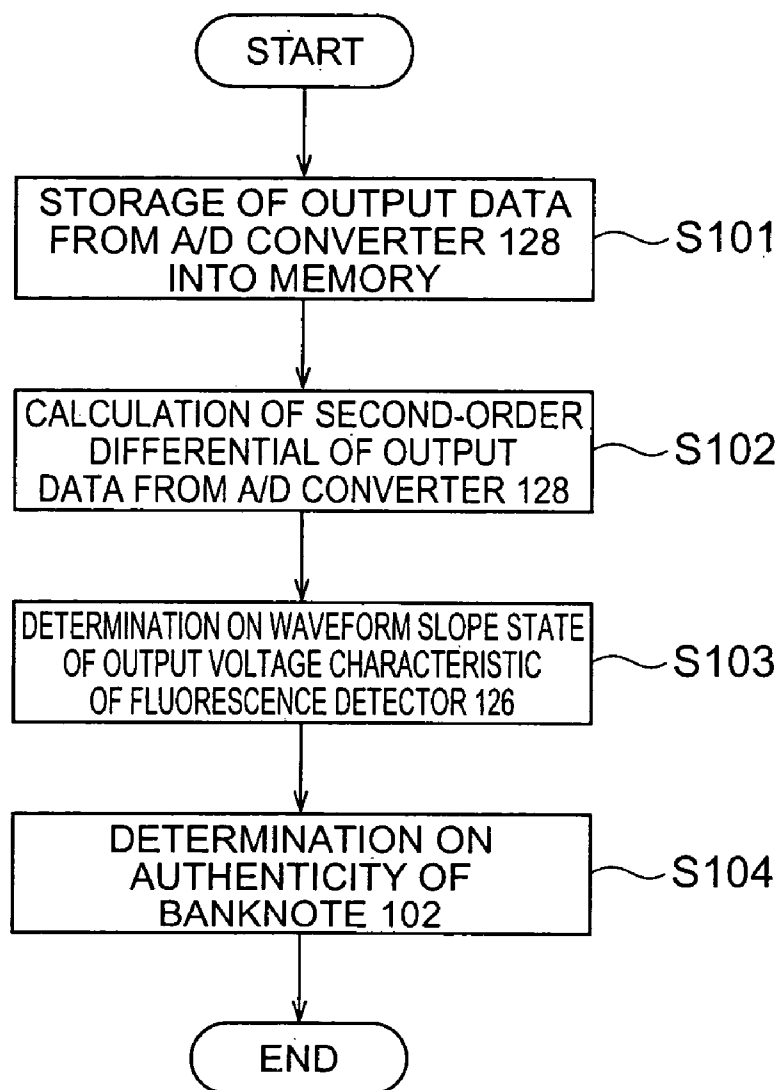 START
STORAGE OF OUTPUT DATA
FROM A/D CONVERTER 128
INTO MEMORY
S101
CALCULATION OF SECOND-ORDER
DIFFERENTIAL OF OUTPUT
DATA FROM A/D CONVERTER 128
S102
DETERMINATION ON WAVEFORM SLOPE STATE
OF OUTPUT VOLTAGE CHARACTERISTIC
OF FLUORESCENCE DETECTOR 126
S103
DETERMINATION ON
AUTHENTICITY OF
BANKNOTE 102
S104
END